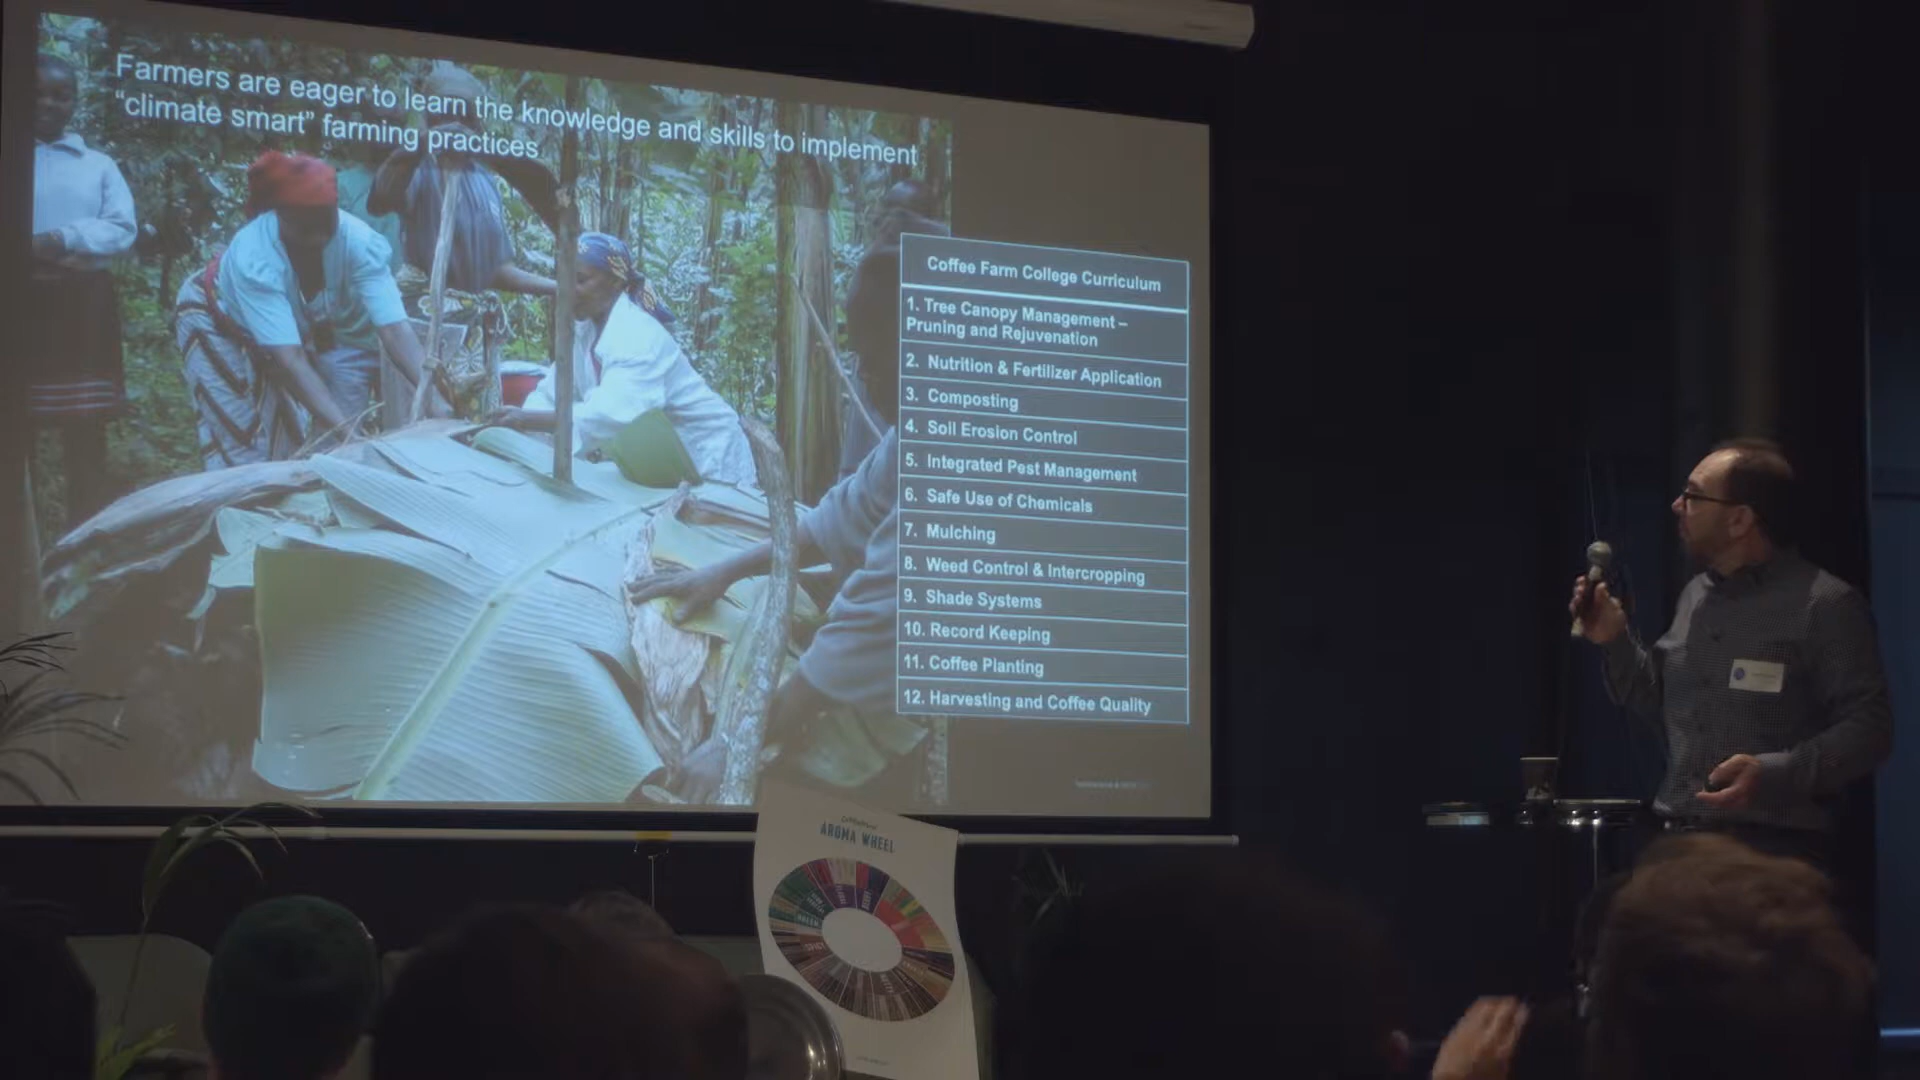 Farmers are eager to learn the knowledge and skills to implement
“climate smart” farming practices
Coffee Farm College Curriculum
1. Tree Canopy Management –
Pruning and Rejuvenation
2. Nutrition & Fertilizer Application
3. Composting
4. Soil Erosion Control
5. Integrated Pest Management
6. Safe Use of Chemicals
7. Mulching
8. Weed Control & Intercropping
9. Shade Systems
10. Record Keeping
11. Coffee Planting
12. Harvesting and Coffee Quality
AROMA WHEEL
SPICY